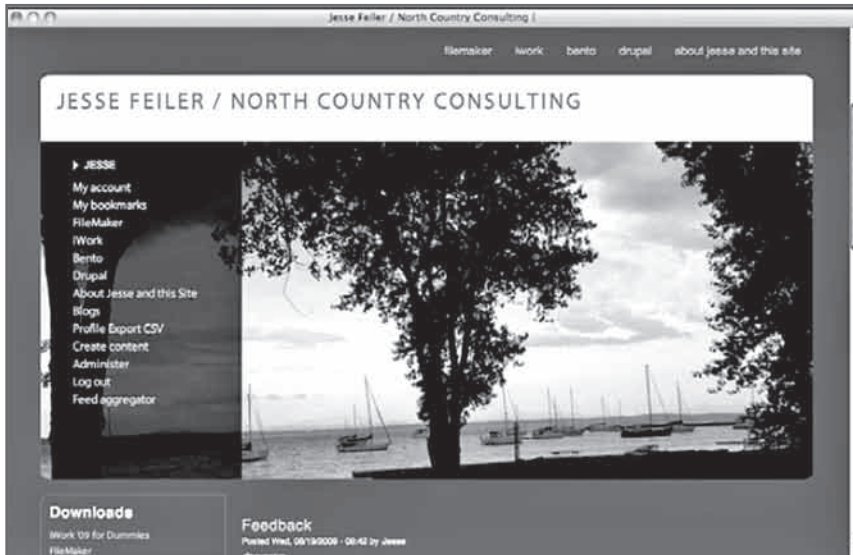 Jesse Feiler / North Country Consulting |
filemaker iwork bento drupal about jesse and this site
JESSE FEILER / NORTH COUNTRY CONSULTING
JESSE
My account
My bookmarks
FileMaker
iWork
Bento
Drupal
About Jesse and this Site
Blogs
Profile Export CSV
Create content
Administer
Log out
Feed aggregator
Downloads
iWork '09 for Dummies
FileMaker
Feedback
Posted Wed, 08/19/2009 - 08:42 by Jesse